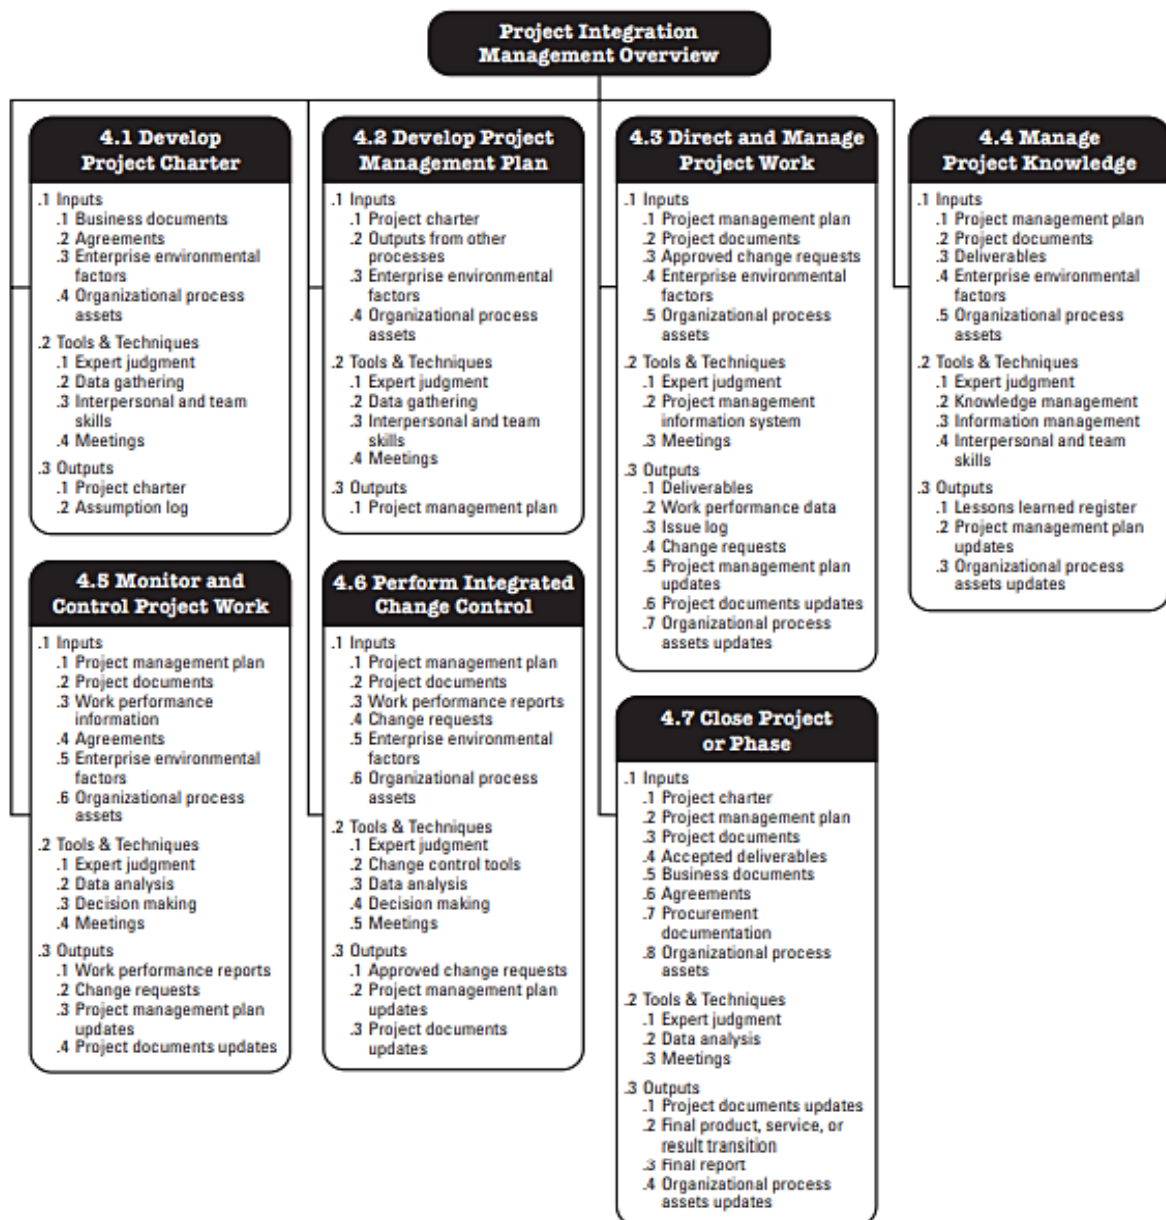 Project Integration
Management Overview
4.1 Develop
Project Charter
.1 Inputs
.1 Business documents
.2 Agreements
.3 Enterprise environmental
factors
.4 Organizational process
assets
.2 Tools & Techniques
.1 Expert judgment
.2 Data gathering
.3 Interpersonal and team
skills
.4 Meetings
.3 Outputs
.1 Project charter
.2 Assumption log
4.2 Develop Project
Management Plan
.1 Inputs
.1 Project charter
.2 Outputs from other
processes
.3 Enterprise environmental
factors
.4 Organizational process
assets
.2 Tools & Techniques
.1 Expert judgment
.2 Data gathering
.3 Interpersonal and team
skills
.4 Meetings
.3 Outputs
.1 Project management plan
4.3 Direct and Manage
Project Work
.1 Inputs
.1 Project management plan
.2 Project documents
.3 Approved change requests
.4 Enterprise environmental
factors
.5 Organizational process
assets
.2 Tools & Techniques
.1 Expert judgment
.2 Project management
information system
.3 Meetings
.3 Outputs
.1 Deliverables
.2 Work performance data
.3 Issue log
.4 Change requests
.5 Project management plan
updates
.6 Project documents updates
.7 Organizational process
assets updates
4.4 Manage
Project Knowledge
.1 Inputs
.1 Project management plan
.2 Project documents
.3 Deliverables
.4 Enterprise environmental
factors
.5 Organizational process
assets
.2 Tools & Techniques
.1 Expert judgment
.2 Knowledge management
.3 Information management
.4 Interpersonal and team
skills
.3 Outputs
.1 Lessons learned register
.2 Project management plan
updates
.3 Organizational process
assets updates
4.5 Monitor and
Control Project Work
.1 Inputs
.1 Project management plan
.2 Project documents
.3 Work performance
information
.4 Agreements
.5 Enterprise environmental
factors
.6 Organizational process
assets
.2 Tools & Techniques
.1 Expert judgment
.2 Data analysis
.3 Decision making
.4 Meetings
.3 Outputs
.1 Work performance reports
.2 Change requests
.3 Project management plan
updates
.4 Project documents updates
4.6 Perform Integrated
Change Control
.1 Inputs
.1 Project management plan
.2 Project documents
.3 Work performance reports
.4 Change requests
.5 Enterprise environmental
factors
.6 Organizational process
assets
.2 Tools & Techniques
.1 Expert judgment
.2 Change control tools
.3 Data analysis
.4 Decision making
.5 Meetings
.3 Outputs
.1 Approved change requests
.2 Project management plan
updates
.3 Project documents
updates
4.7 Close Project
or Phase
.1 Inputs
.1 Project charter
.2 Project management plan
.3 Project documents
.4 Accepted deliverables
.5 Business documents
.6 Agreements
.7 Procurement
documentation
.8 Organizational process
assets
.2 Tools & Techniques
.1 Expert judgment
.2 Data analysis
.3 Meetings
.3 Outputs
.1 Project documents updates
.2 Final product, service, or
result transition
.3 Final report
.4 Organizational process
assets updates